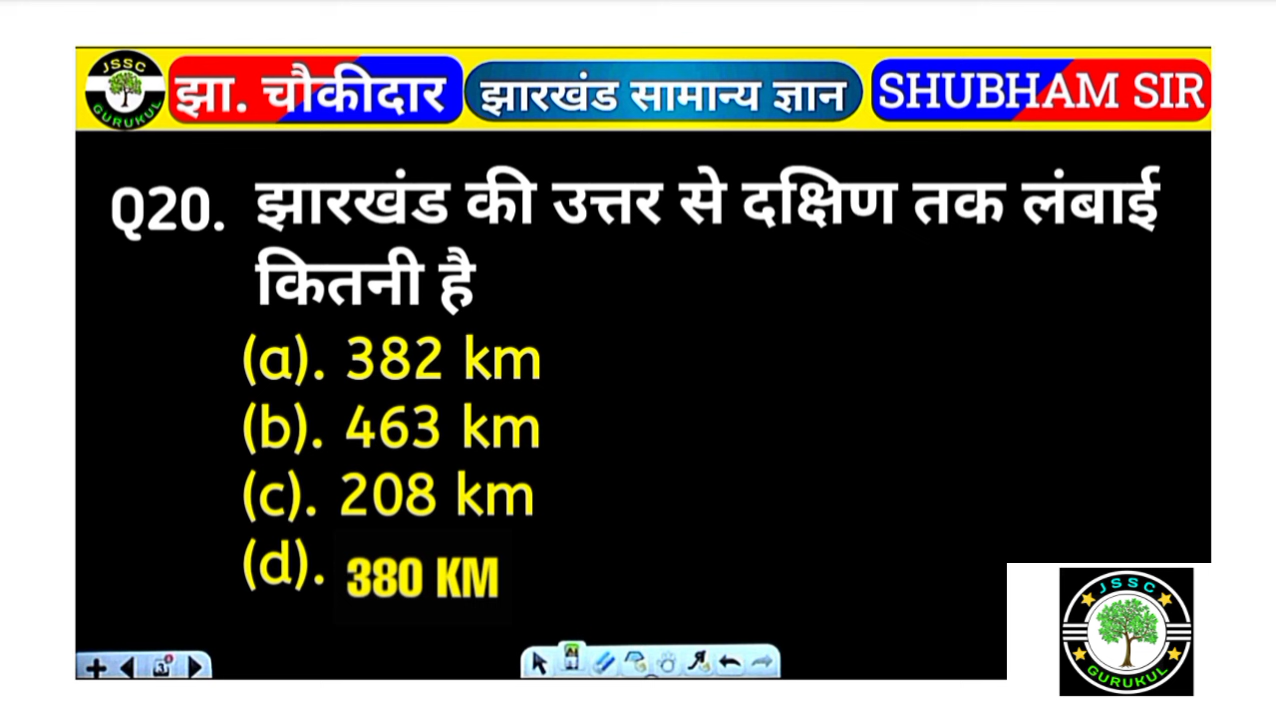 JSSC
GURUKUL
झा. चौकीदार
झारखंड सामान्य ज्ञान
SHUBHAM SIR
Q20. झारखंड की उत्तर से दक्षिण तक लंबाई
कितनी है
(a). 382 km
(b). 463 km
(c). 208 km
(d). 380 KM
JSSC
GURUKUL